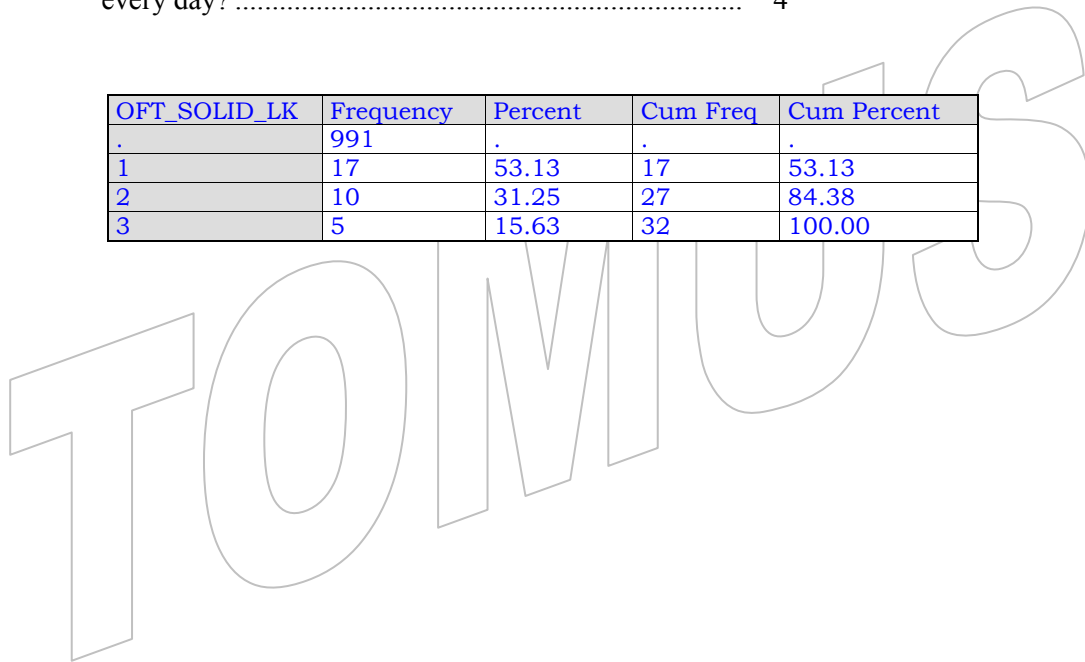 every day? ..................................................................... 4
OFT_SOLID_LK Frequency Percent Cum Freq Cum Percent
. 991 . . .
1 17 53.13 17 53.13
2 10 31.25 27 84.38
3 5 15.63 32 100.00
TOMUS